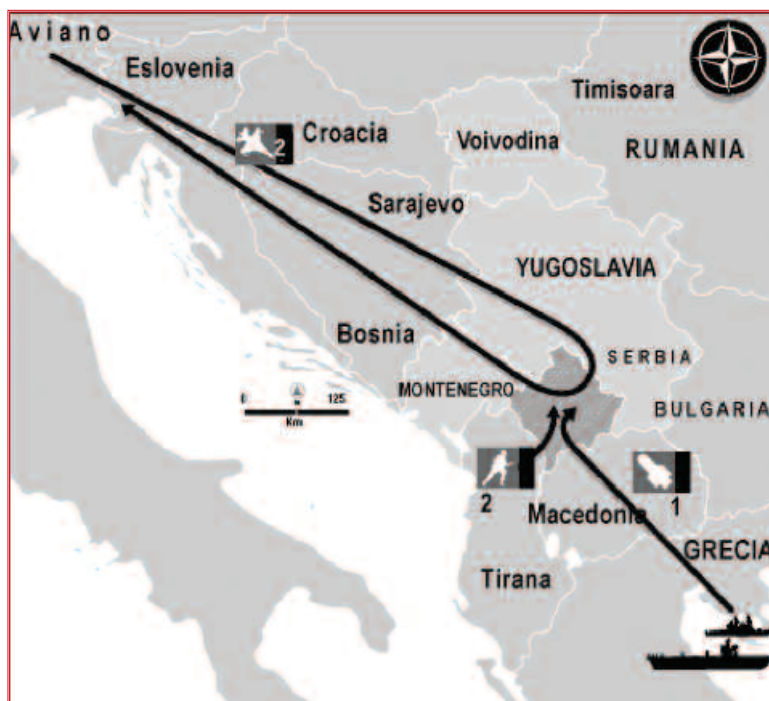 Aviano
Eslovenia
Timisoara
2
Croacia
Voivodina
RUMANIA
Sarajevo
YUGOSLAVIA
Bosnia
SERBIA
MONTENEGRO
0 125
Km
BULGARIA
2
1
Macedonia
GRECIA
Tirana